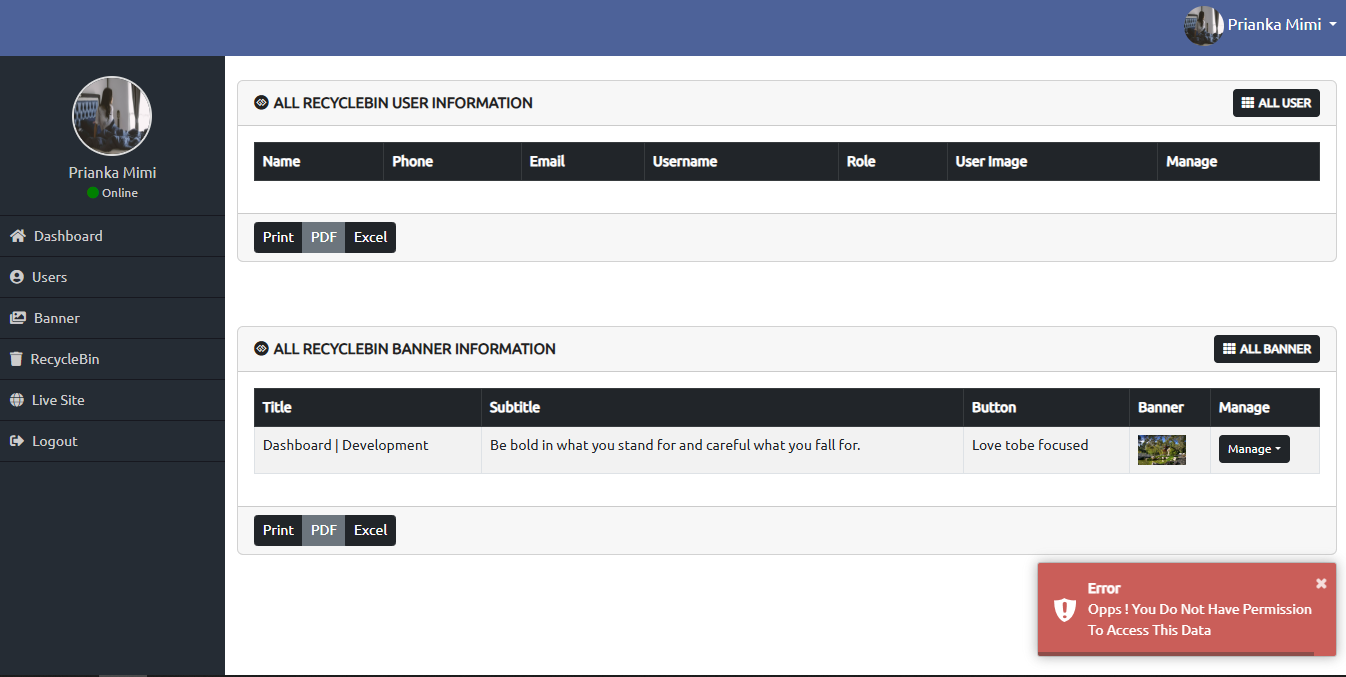 Prianka Mimi
Prianka Mimi
Online
Dashboard
Users
Banner
RecycleBin
Live Site
Logout
ALL RECYCLEBIN USER INFORMATION
ALL USER
Name Phone Email Username Role User Image Manage
Print PDF Excel
ALL RECYCLEBIN BANNER INFORMATION
ALL BANNER
Title Subtitle Button Banner Manage
Dashboard | Development Be bold in what you stand for and careful what you fall for. Love tobe focused Manage
Print PDF Excel
Error
Opps ! You Do Not Have Permission
To Access This Data